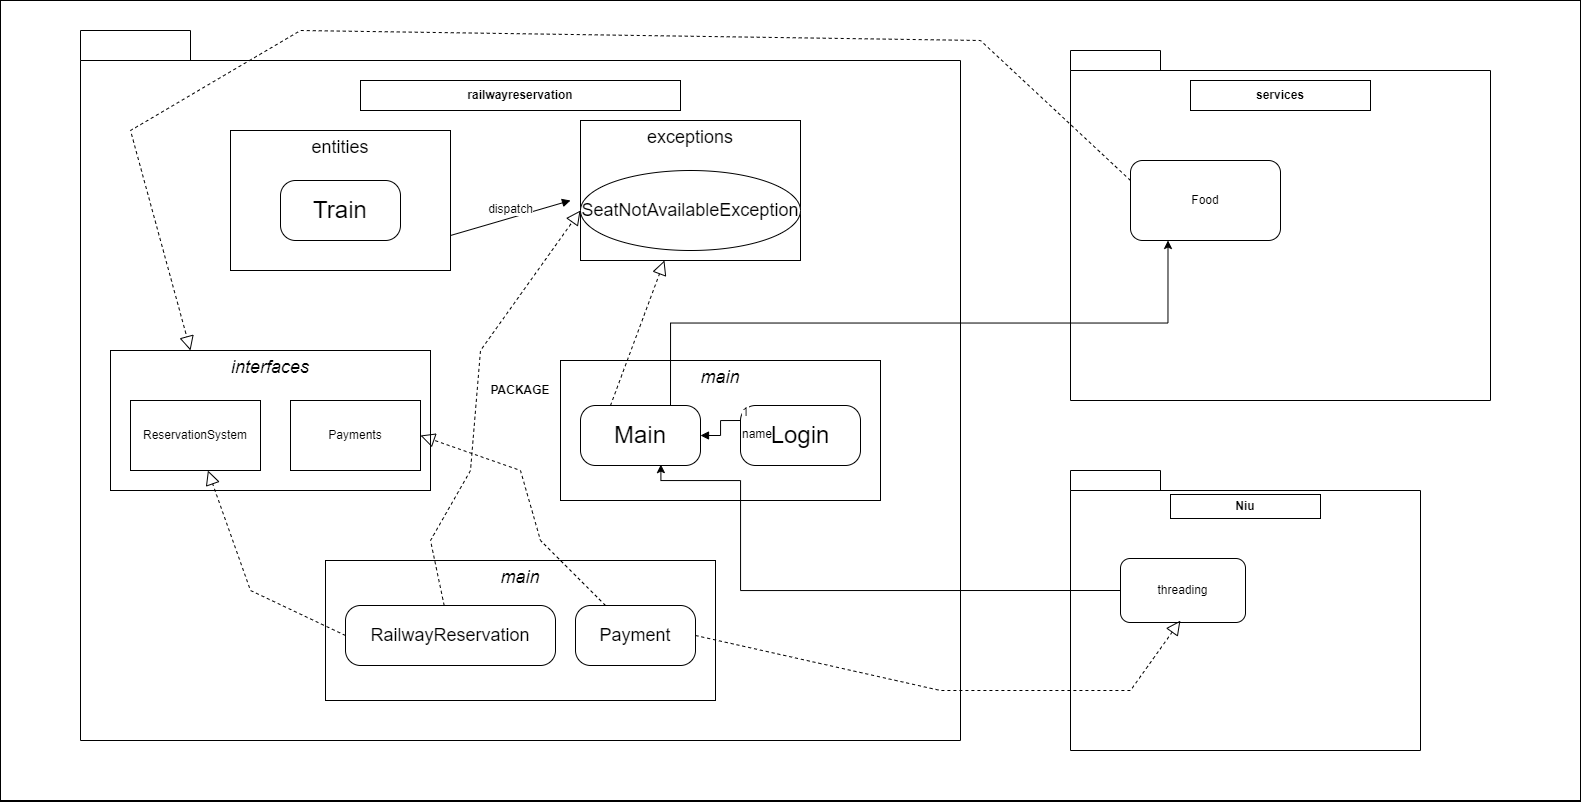 railwayreservation
services
entities
exceptions
Train
dispatch
SeatNotAvailableException
Food
interfaces
PACKAGE
main
ReservationSystem
Payments
Main
1
name
Login
Niu
main
threading
RailwayReservation
Payment